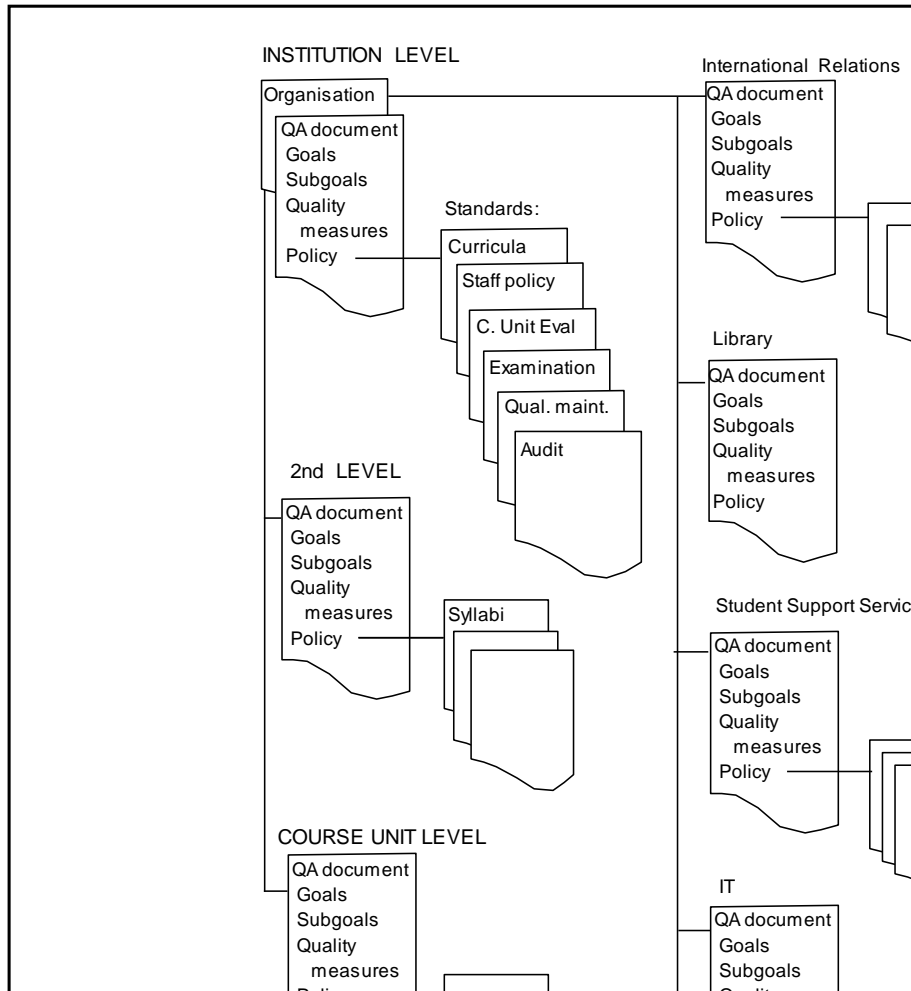 INSTITUTION LEVEL
Organisation
QA document
Goals
Subgoals
Quality
measures
Policy
Standards:
Curricula
Staff policy
C. Unit Eval
Examination
Qual. maint.
Audit
2nd LEVEL
QA document
Goals
Subgoals
Quality
measures
Policy
Syllabi
COURSE UNIT LEVEL
QA document
Goals
Subgoals
Quality
measures
International Relations
QA document
Goals
Subgoals
Quality
measures
Policy
Library
QA document
Goals
Subgoals
Quality
measures
Policy
Student Support Servic
QA document
Goals
Subgoals
Quality
measures
Policy
IT
QA document
Goals
Subgoals